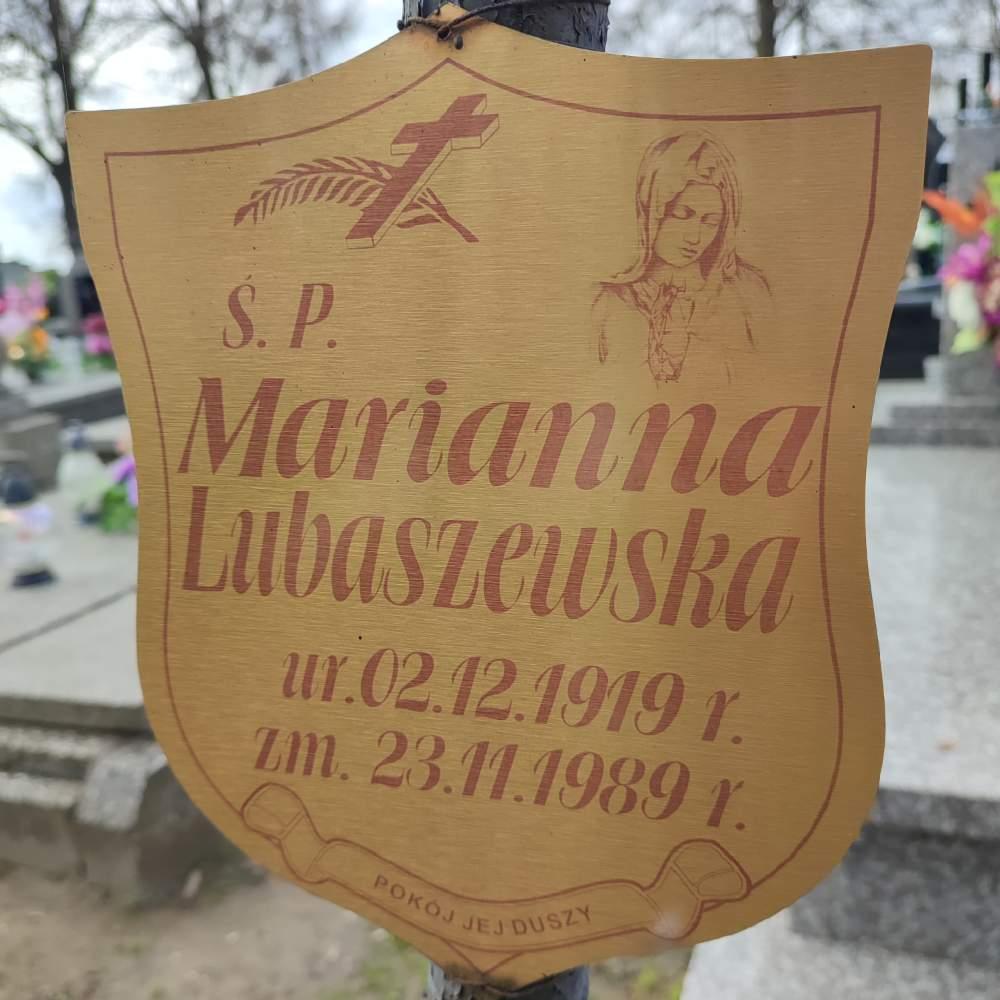 Ś. P.
Marianna
Lubaszewska
ur.02.12.1919 r.
zm. 23.11.1989 r.
POKÓJ JEJ DUSZY